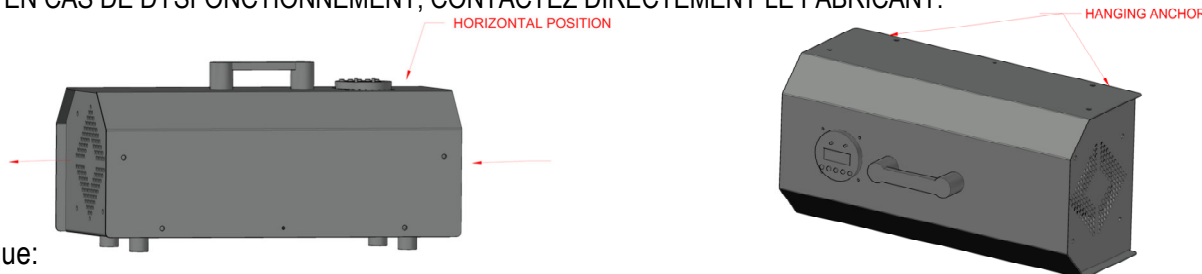 EN CAS DE DYSFONCTIONNEMENT, CONTACTEZ DIRECTEMENT LE FABRICANT.
HORIZONTAL POSITION
HANGING ANCHOR
ue: